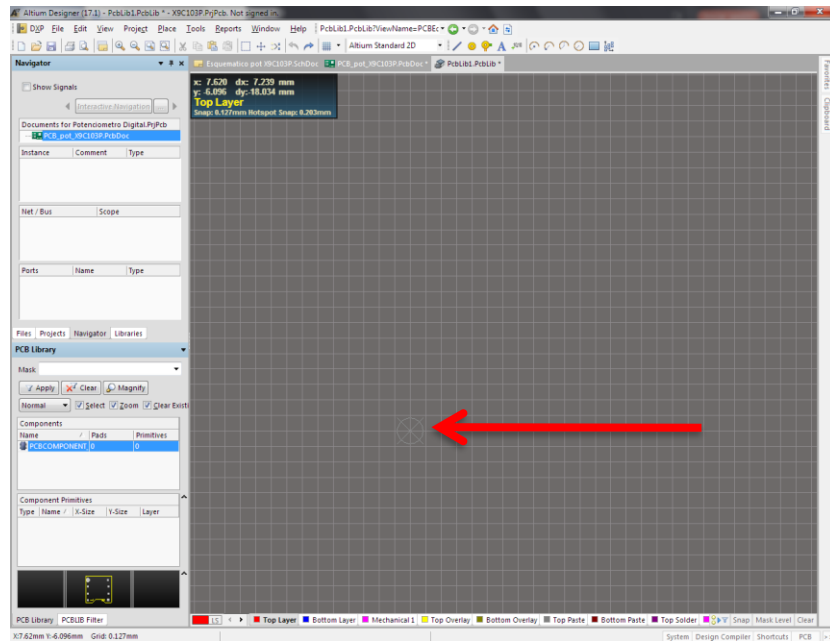 Altium Designer (17.1) - PcbLib1.PcbLib * - X9C103P.PrjPcb. Not signed in.
DXP File Edit View Project Place Tools Reports Window Help PcbLib1.PcbLib?ViewName=PCBEc
Altium Standard 2D
Navigator
Esquematico pot X9C103P.SchDoc PCB_pot_X9C103P.PcbDoc * PcbLib1.PcbLib *
Show Signals
Interactive Navigation ...
Documents for Potenciometro Digital.PrjPcb
PCB_pot_X9C103P.PcbDoc
Instance Comment Type
Net / Bus Scope
Ports Name Type
Files Projects Navigator Libraries
x: 7.620 dx: 7.239 mm
y: -6.096 dy:-18.034 mm
Top Layer
Snap: 0.127mm Hotspot Snap: 0.203mm
Favorites
Clipboard
PCB Library
Mask
Apply Clear Magnify
Normal Select Zoom Clear Existi
Components
Name / Pads Primitives
PCBCOMPONENT_ 0 0
Component Primitives
Type Name / X-Size Y-Size Layer
PCB Library PCBLIB Filter
LS Top Layer Bottom Layer Mechanical 1 Top Overlay Bottom Overlay Top Paste Bottom Paste Top Solder Snap Mask Level Clear
X:7.62mm Y:-6.096mm Grid: 0.127mm
System Design Compiler Shortcuts PCB